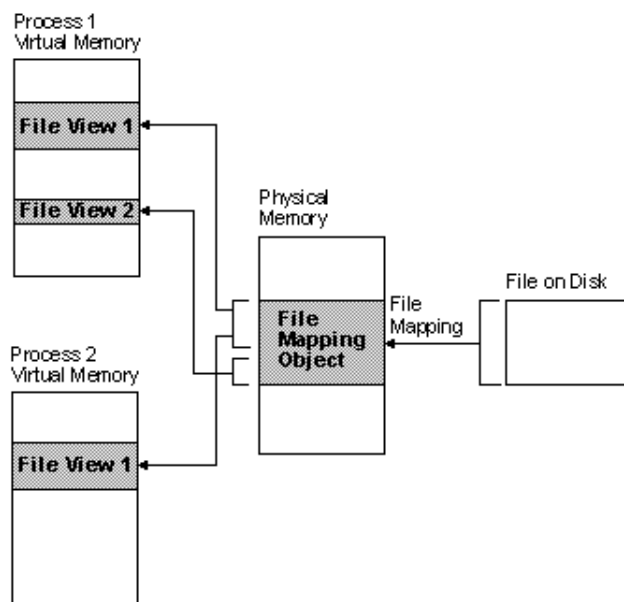 Process 1
Virtual Memory
File View 1
File View 2
Physical
Memory
File on Disk
File
Mapping
File
Mapping
Object
Process 2
Virtual Memory
File View 1